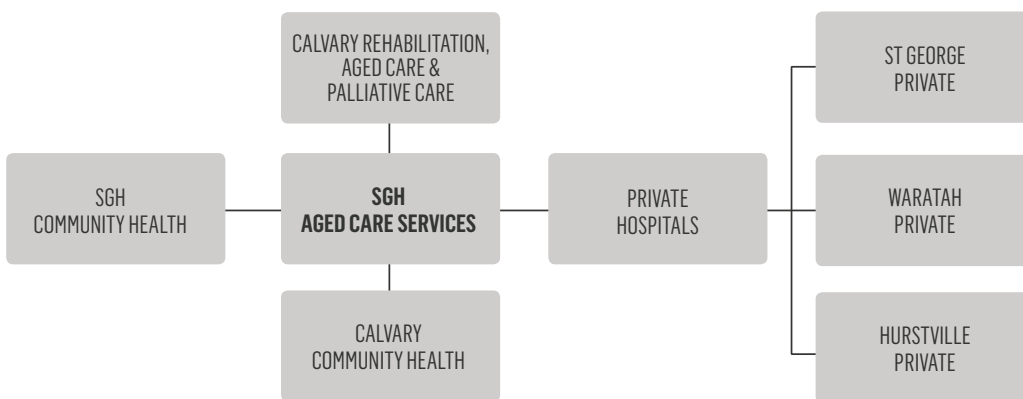 CALVARY REHABILITATION,
AGED CARE &
PALLIATIVE CARE
ST GEORGE
PRIVATE
SGH
COMMUNITY HEALTH
SGH
AGED CARE SERVICES
PRIVATE
HOSPITALS
WARATAH
PRIVATE
CALVARY
COMMUNITY HEALTH
HURSTVILLE
PRIVATE